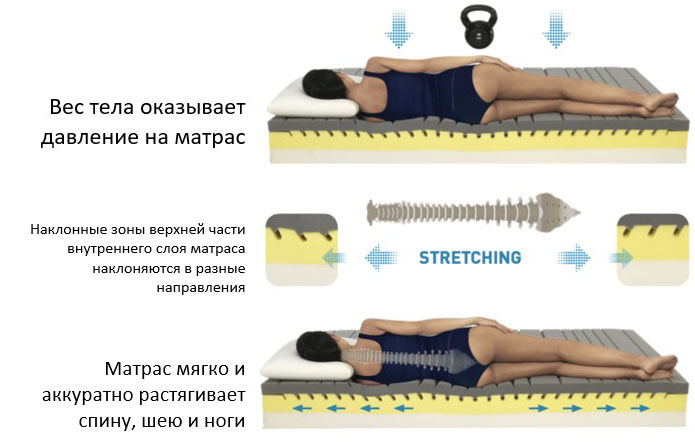 Вес тела оказывает
давление на матрас
Наклонные зоны верхней части
внутреннего слоя матраса
наклоняются в разные
направления
STRETCHING
Матрас мягко и
аккуратно растягивает
спину, шею и ноги